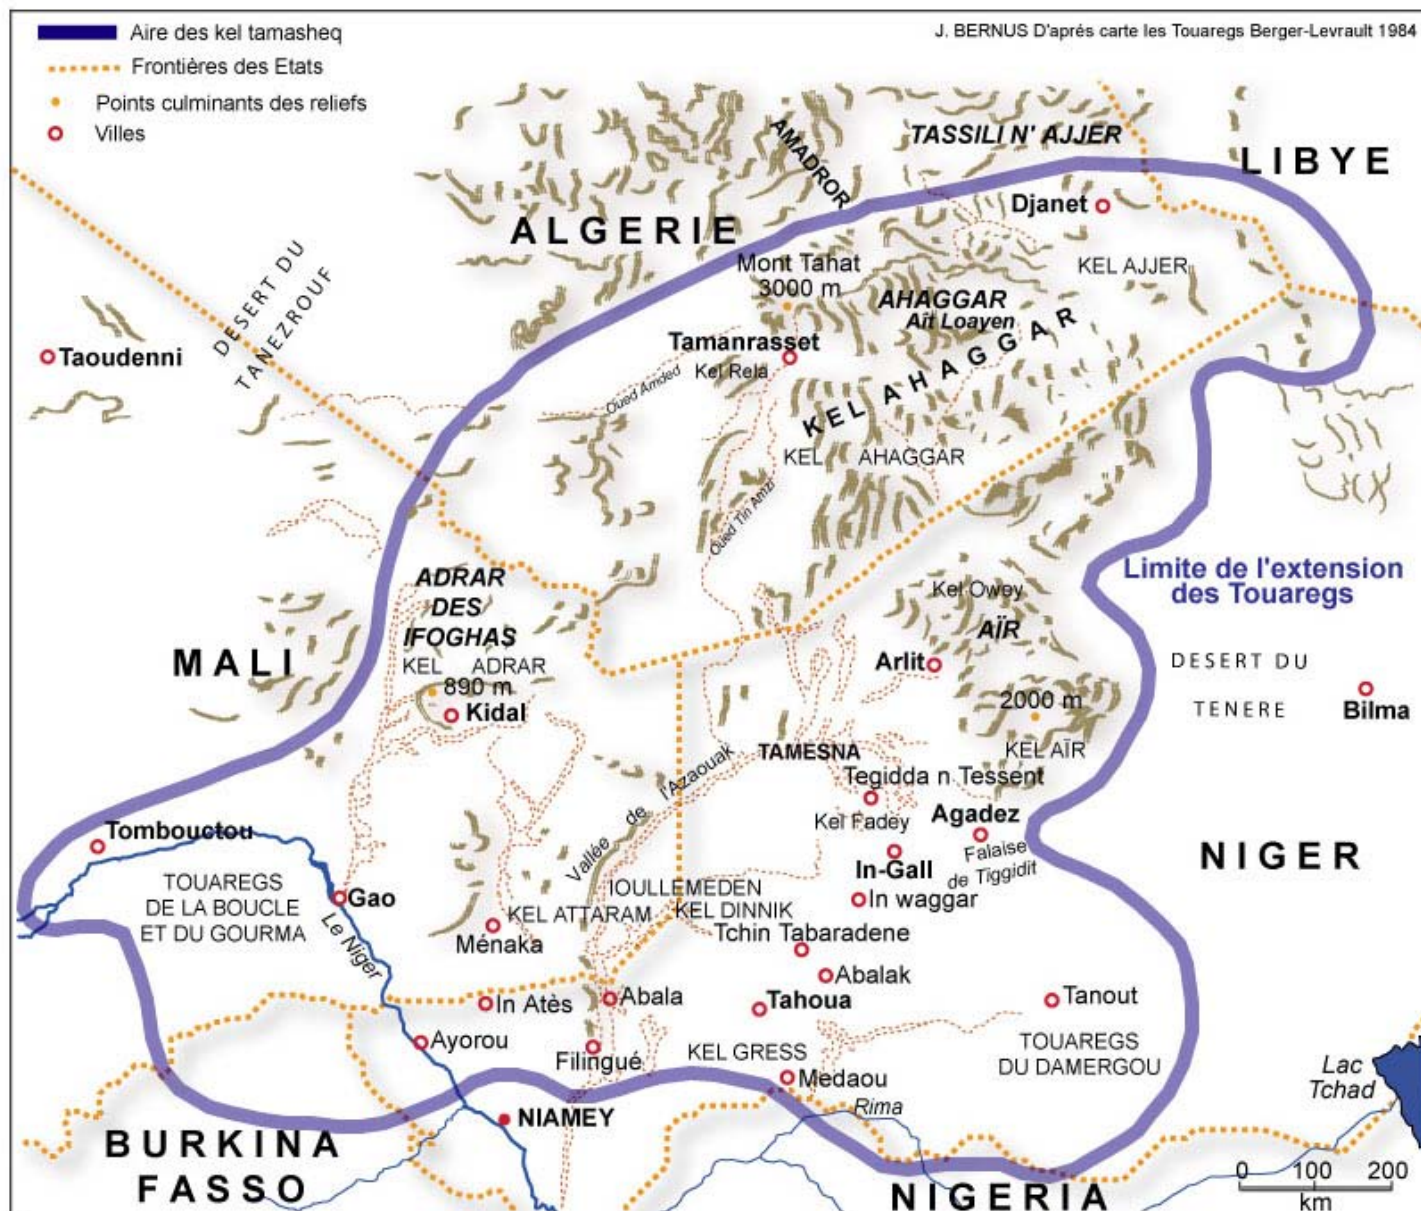 Aire des kel tamasheq
Frontières des Etats
Points culminants des reliefs
Villes
J. BERNUS D'aprés carte les Touaregs Berger-Levrault 1984
AMADROR
TASSILI N' AJJER
LIBYE
ALGERIE
Djanet
DESERT DU
TANEZROUF
Mont Tahat
3000 m
KEL AJJER
AHAGGAR
Aït Loayen
Taoudenni
Tamanrasset
Kel Rela
Oued Amded
KEL AHAGGAR
KEL AHAGGAR
Oued Tin Amzi
Limite de l'extension
des Touaregs
ADRAR
DES
IFOGHAS
Kel Owey
AÏR
MALI
KEL ADRAR
890 m
Kidal
Arlit
DESERT DU
TENERE
Bilma
2000 m
KEL AÏR
TAMESNA
Tegidda n Tessent
Vallée de l'Azaouak
Kel Fadey
Agadez
Tombouctou
In-Gall
Falaise
de Tiggidit
NIGER
TOUAREGS
DE LA BOUCLE
ET DU GOURMA
Gao
Le Niger
IOULLEMEDEN
KEL ATTARAM
KEL DINNIK
In waggar
Ménaka
Tchin Tabaradene
Abalak
In Atès
Abala
Tahoua
Tanout
Ayorou
Filingué
KEL GRESS
TOUAREGS
DU DAMERGOU
Medaou
Rima
Lac
Tchad
NIAMEY
BURKINA
FASSO
NIGERIA
0 100 200
km